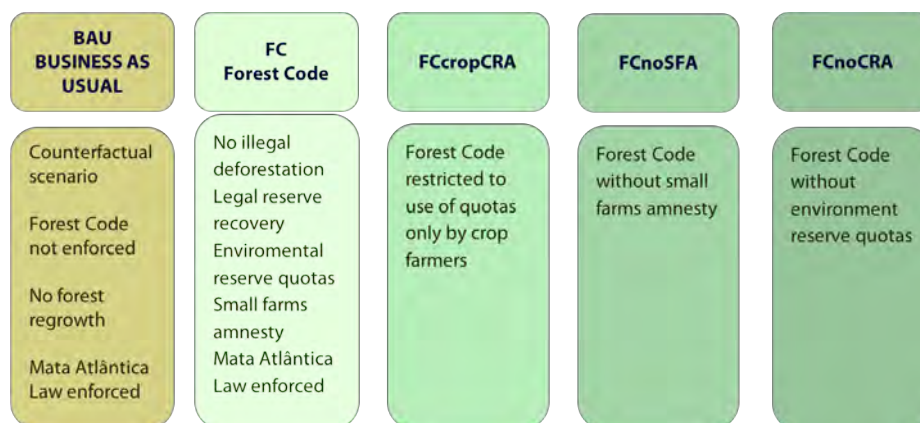 BAU
BUSINESS AS
USUAL
Counterfactual
scenario
Forest Code
not enforced
No forest
regrowth
Mata Atlântica
Law enforced
FC
Forest Code
No illegal
deforestation
Legal reserve
recovery
Enviromental
reserve quotas
Small farms
amnesty
Mata Atlântica
Law enforced
FCcropCRA
Forest Code
restricted to
use of quotas
only by crop
farmers
FCnoSFA
Forest Code
without small
farms amnesty
FCnoCRA
Forest Code
without
environment
reserve quotas